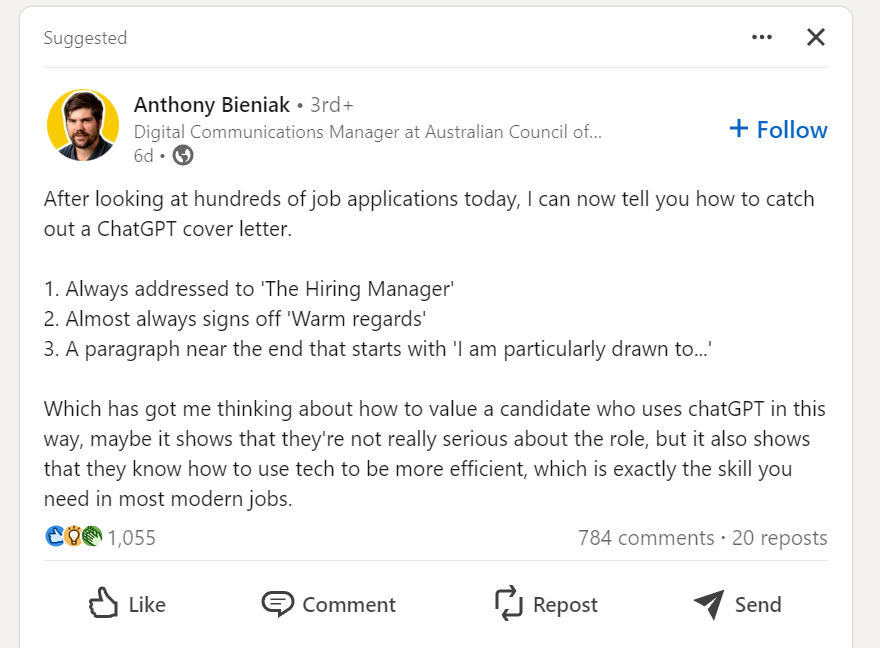 Suggested
Anthony Bieniak • 3rd+
Digital Communications Manager at Australian Council of...
6d •
+ Follow
After looking at hundreds of job applications today, I can now tell you how to catch
out a ChatGPT cover letter.
1. Always addressed to 'The Hiring Manager'
2. Almost always signs off 'Warm regards'
3. A paragraph near the end that starts with 'I am particularly drawn to...'
Which has got me thinking about how to value a candidate who uses chatGPT in this
way, maybe it shows that they're not really serious about the role, but it also shows
that they know how to use tech to be more efficient, which is exactly the skill you
need in most modern jobs.
1,055 784 comments · 20 reposts
Like Comment Repost Send